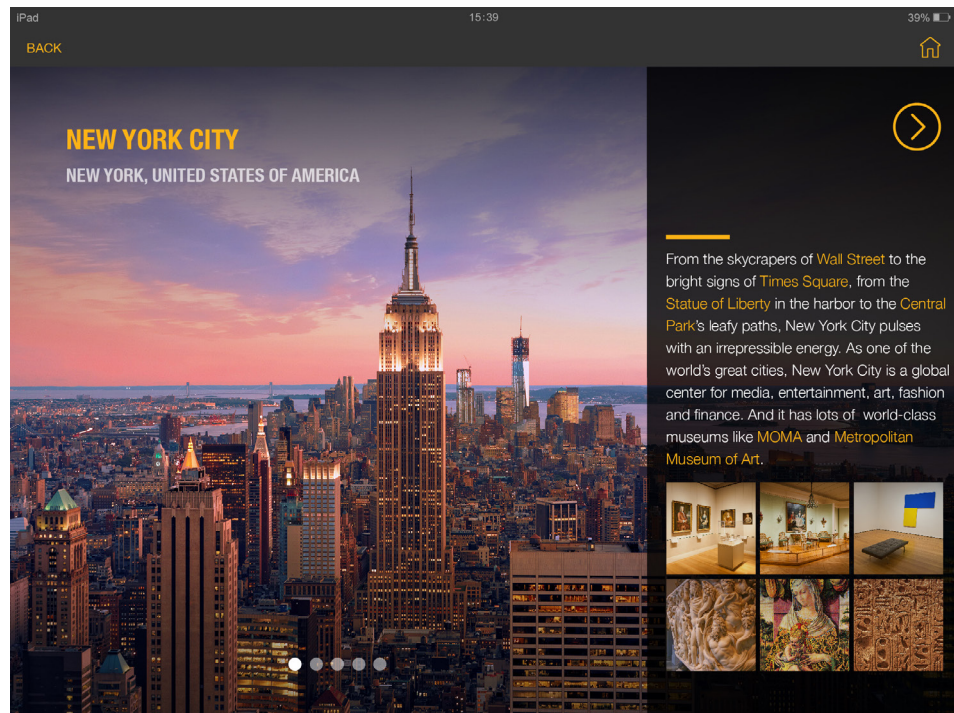 iPad
15:39
39%
BACK
NEW YORK CITY
NEW YORK, UNITED STATES OF AMERICA
From the skycrapers of Wall Street to the
bright signs of Times Square, from the
Statue of Liberty in the harbor to the Central
Park's leafy paths, New York City pulses
with an irrepressible energy. As one of the
world's great cities, New York City is a global
center for media, entertainment, art, fashion
and finance. And it has lots of world-class
museums like MOMA and Metropolitan
Museum of Art.